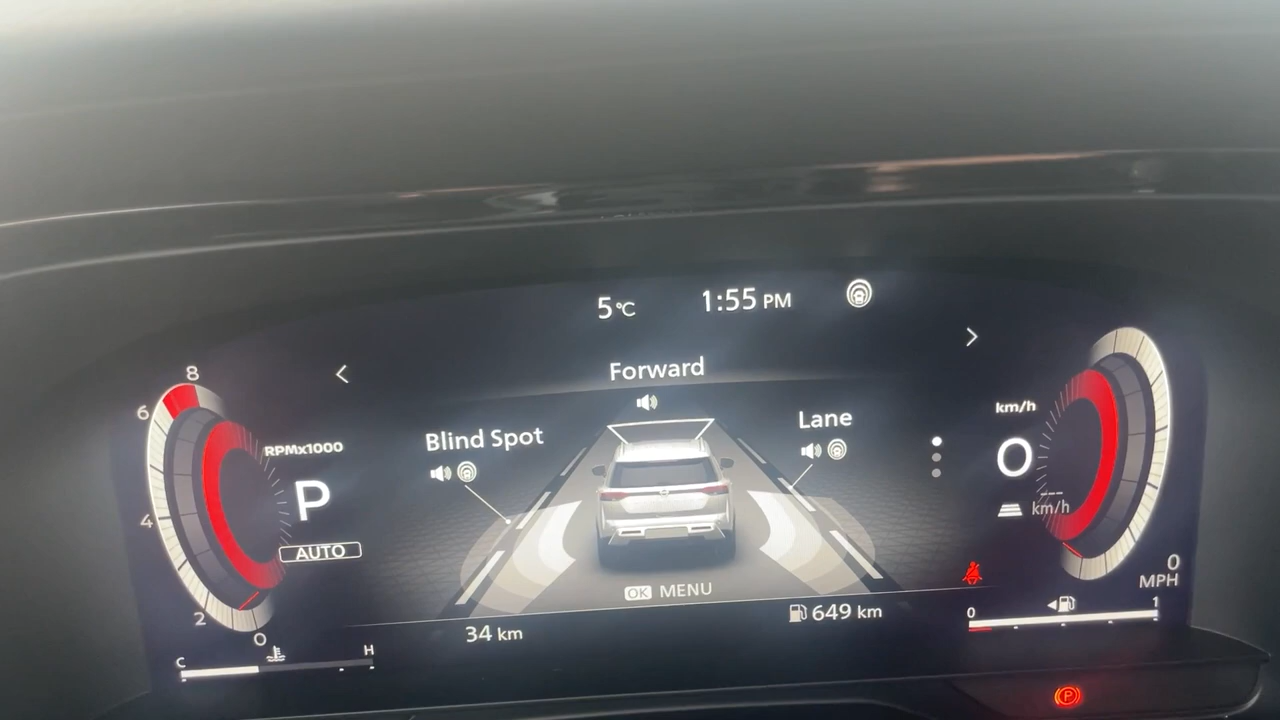 5°C 1:55 PM
< >
Forward
8
6
RPMx1000
Blind Spot
Lane
km/h
P
0
4
--- km/h
AUTO
OK MENU
0
MPH
2
0
34 km
649 km
0 1
C H
P